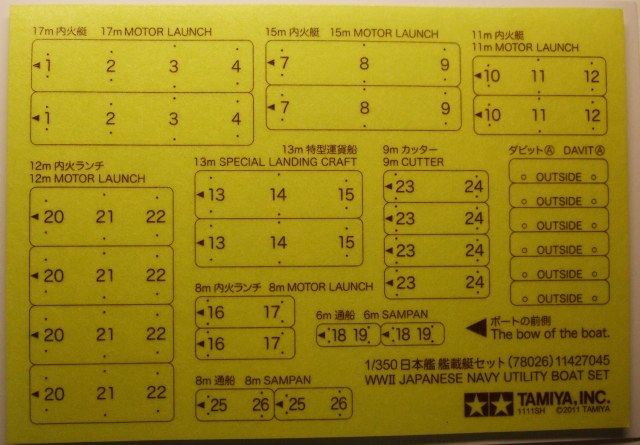 17m 内火艇 17m MOTOR LAUNCH
◀1 2 3 4
◀1 2 3 4
15m 内火艇 15m MOTOR LAUNCH
◀7 8 9
◀7 8 9
11m 内火艇
11m MOTOR LAUNCH
◀10 11 12
◀10 11 12
12m 内火ランチ
12m MOTOR LAUNCH
◀20 21 22
◀20 21 22
◀20 21 22
◀20 21 22
13m 特型運貨船
13m SPECIAL LANDING CRAFT
◀13 14 15
◀13 14 15
9m カッター
9m CUTTER
◀23 24
◀23 24
◀23 24
◀23 24
ダビットⒶ DAVITⒶ
OUTSIDE
OUTSIDE
OUTSIDE
OUTSIDE
OUTSIDE
OUTSIDE
8m 内火ランチ 8m MOTOR LAUNCH
◀16 17
◀16 17
6m 通船 6m SAMPAN
◀18 19 ◀18 19
8m 通船 8m SAMPAN
◀25 26 ◀25 26
◀ボートの前側
The bow of the boat.
1/350 日本艦 艦載艇セット (78026) 11427045
WWII JAPANESE NAVY UTILITY BOAT SET
TAMIYA, INC.
1111SH ©2011 TAMIYA